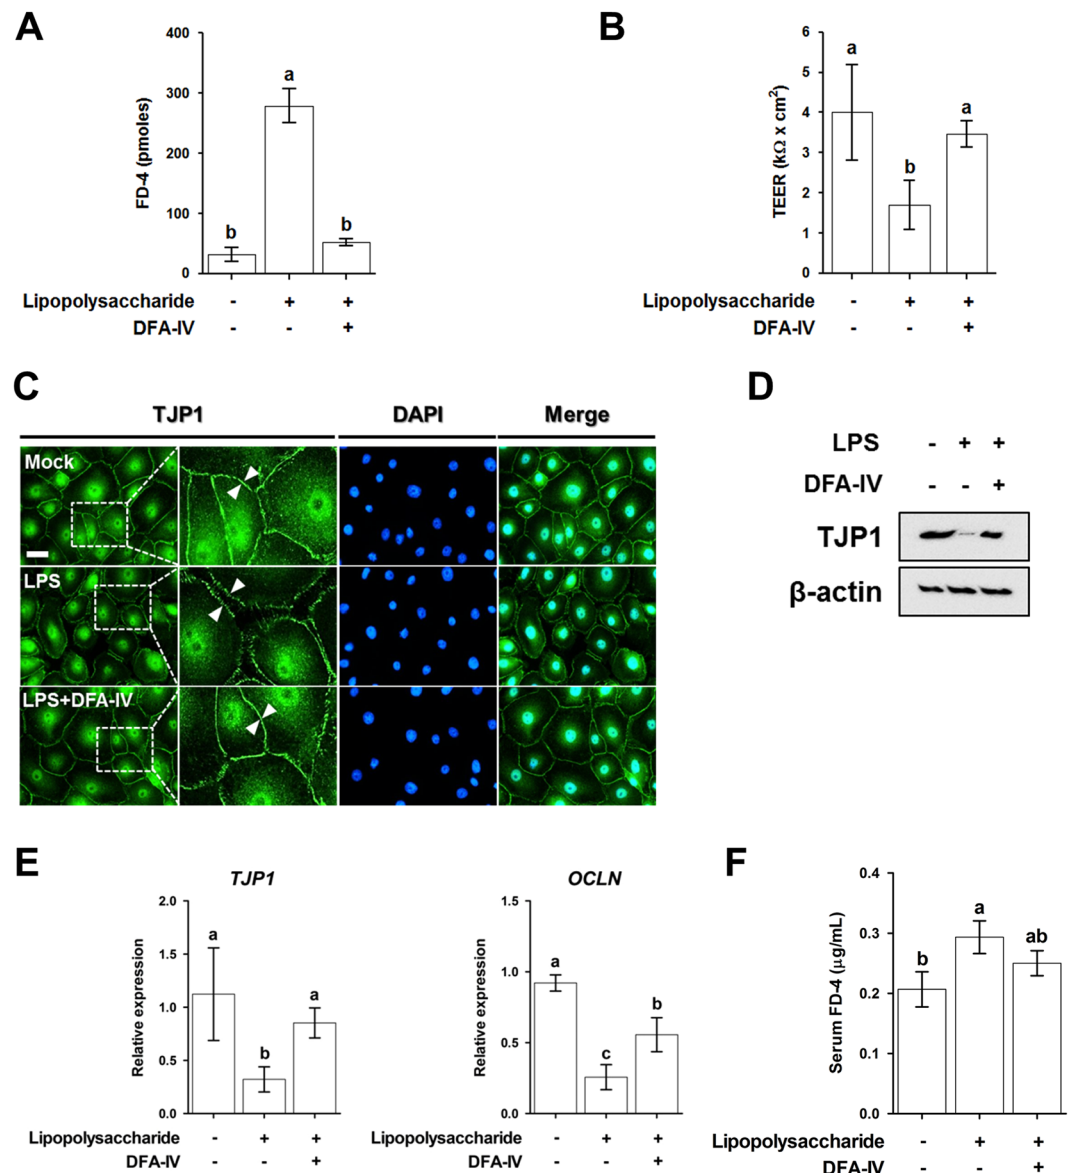 A
400
300
200
100
0
FD-4 (pmoles)
b
a
b
Lipopolysaccharide - + +
DFA-IV - - +
B
6
5
4
3
2
1
0
TEER (kΩ x cm²)
a
b
a
Lipopolysaccharide - + +
DFA-IV - - +
C
TJP1 DAPI Merge
Mock
LPS
LPS+DFA-IV
D
LPS - + +
DFA-IV - - +
TJP1
β-actin
E
TJP1
2.0
1.5
1.0
0.5
0.0
Relative expression
a
b
a
Lipopolysaccharide - + +
DFA-IV - - +
OCLN
1.5
1.0
0.5
0.0
Relative expression
a
c
b
Lipopolysaccharide - + +
DFA-IV - - +
F
0.4
0.3
0.2
0.1
0.0
Serum FD-4 (μg/mL)
b
a
ab
Lipopolysaccharide - + +
DFA-IV - - +